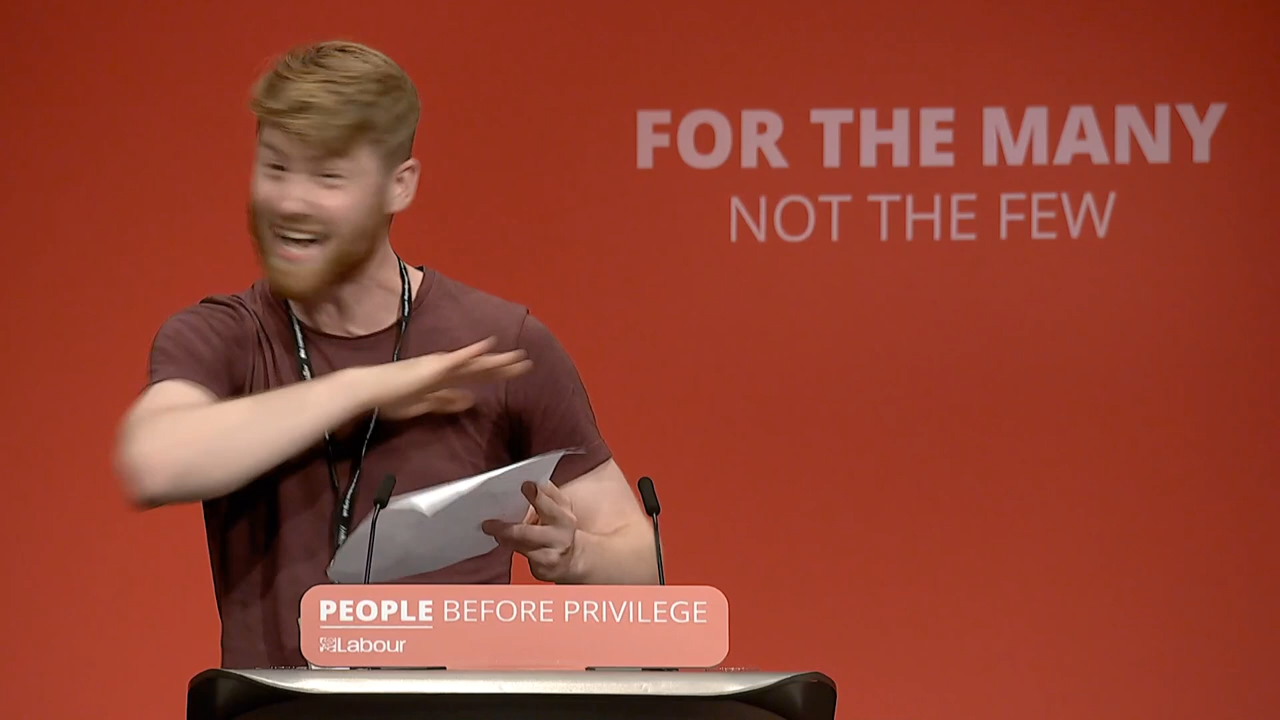 FOR THE MANY
NOT THE FEW
PEOPLE BEFORE PRIVILEGE
Labour